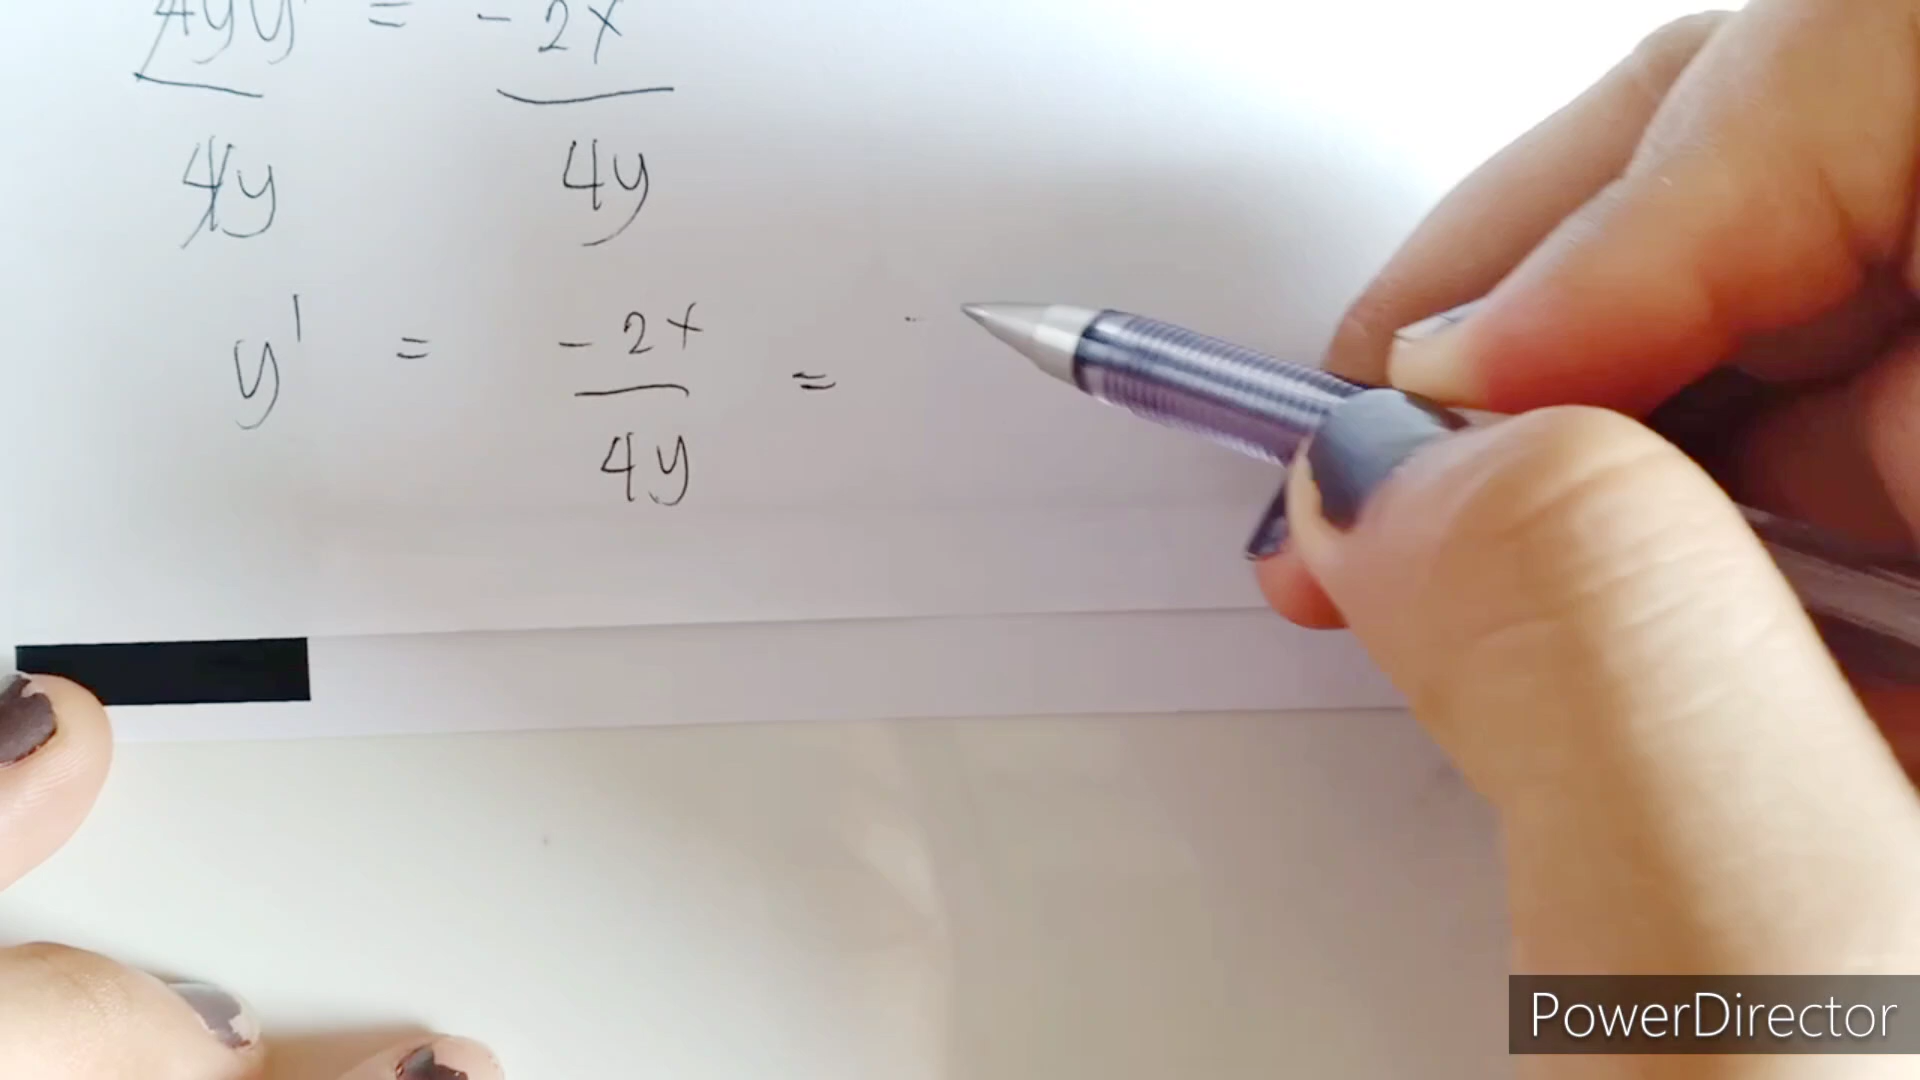 4yy' = - 2x
4y 4y
y' = - 2x =
4y
PowerDirector